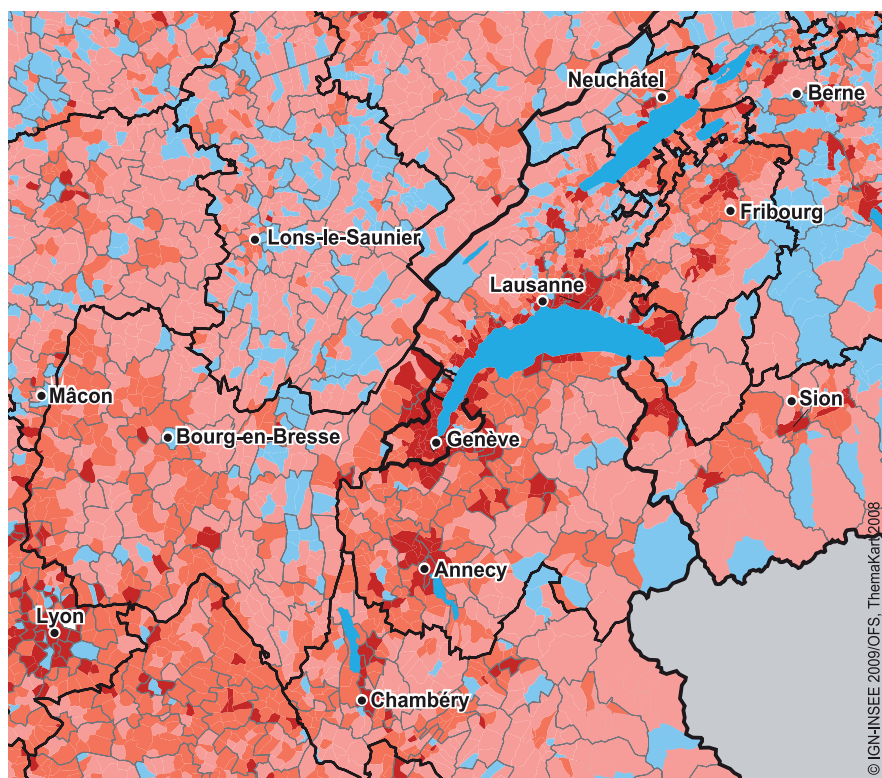 Neuchâtel
Berne
Fribourg
Lons-le-Saunier
Lausanne
Mâcon
Sion
Bourg-en-Bresse
Genève
© IGN-INSEE 2009/OFS, ThemaKart 2008
Annecy
Lyon
Chambéry